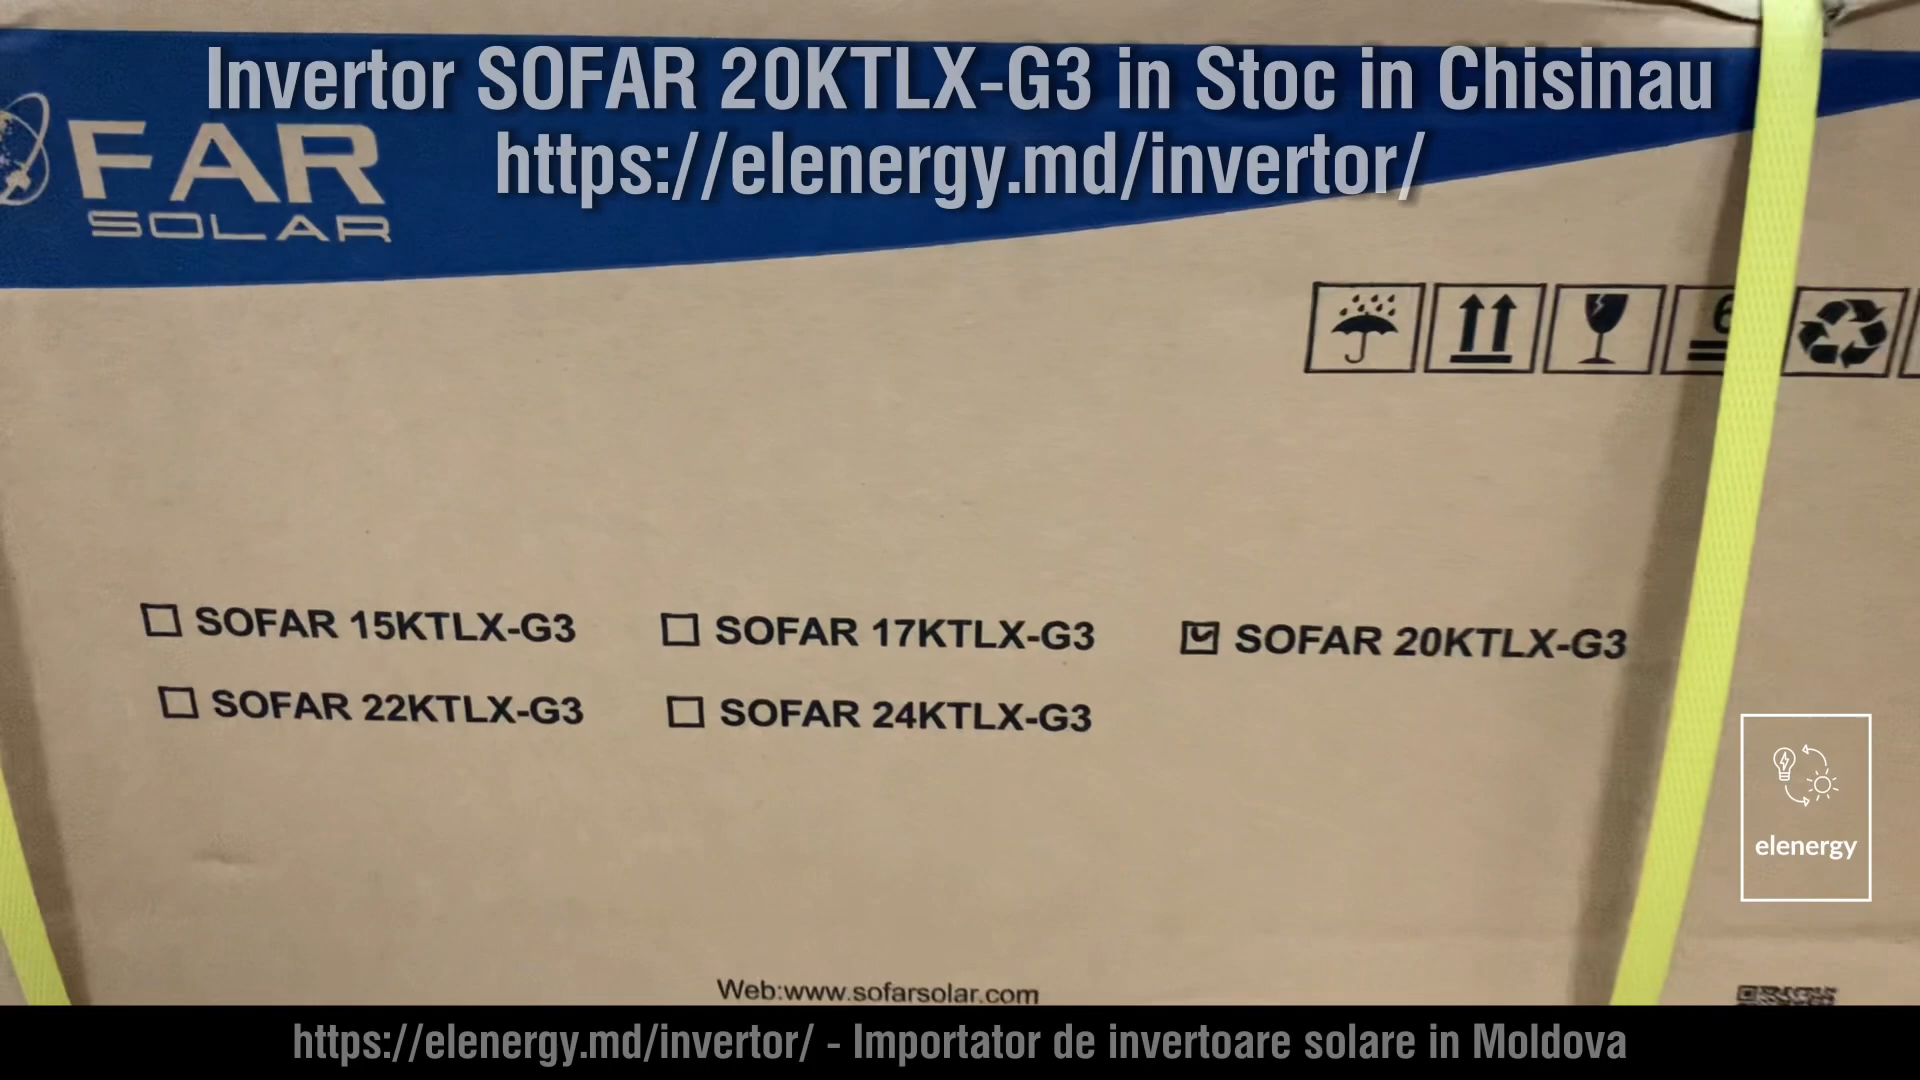 Invertor SOFAR 20KTLX-G3 in Stoc in Chisinau
https://elenergy.md/invertor/
FAR
SOLAR
6
SOFAR 15KTLX-G3 SOFAR 17KTLX-G3 SOFAR 20KTLX-G3
SOFAR 22KTLX-G3 SOFAR 24KTLX-G3
elenergy
Web:www.sofarsolar.com
https://elenergy.md/invertor/ - Importator de invertoare solare in Moldova